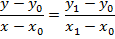 (y − y₀)/(x − x₀) = (y₁ − y₀)/(x₁ − x₀)